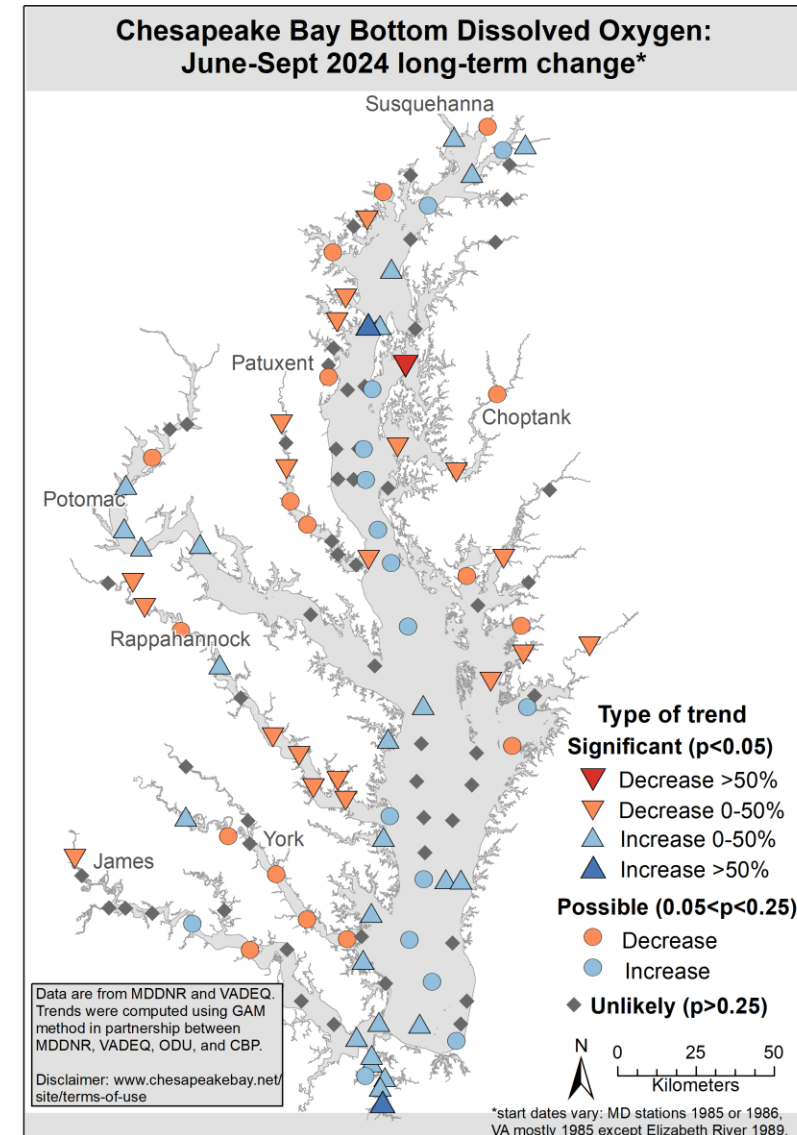 Chesapeake Bay Bottom Dissolved Oxygen:
June-Sept 2024 long-term change*
Susquehanna
Patuxent
Choptank
Potomac
Rappahannock
York
James
Type of trend
Significant (p<0.05)
Decrease >50%
Decrease 0-50%
Increase 0-50%
Increase >50%
Possible (0.05<p<0.25)
Decrease
Increase
Unlikely (p>0.25)
Data are from MDDNR and VADEQ.
Trends were computed using GAM
method in partnership between
MDDNR, VADEQ, ODU, and CBP.
Disclaimer: www.chesapeakebay.net/
site/terms-of-use
N
0 25 50
Kilometers
*start dates vary: MD stations 1985 or 1986,
VA mostly 1985 except Elizabeth River 1989.